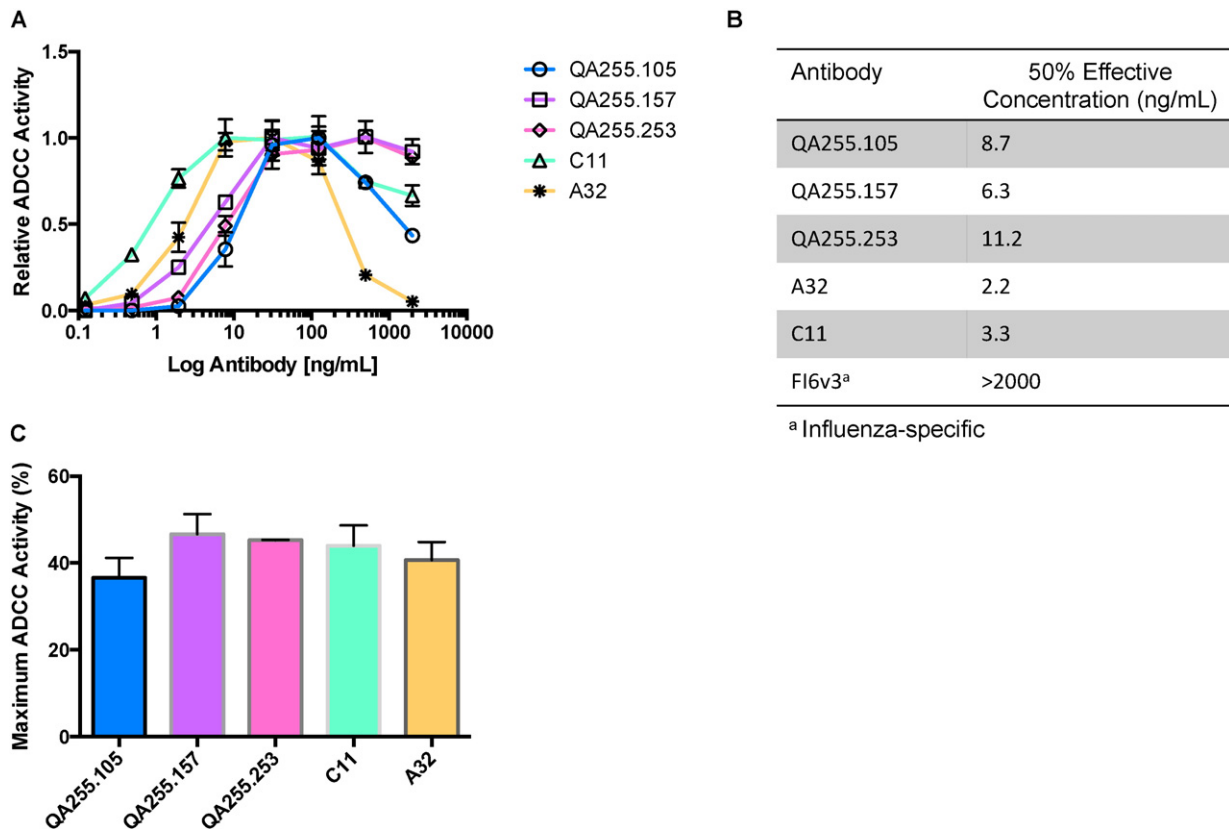 A
Relative ADCC Activity
1.5
1.0
0.5
0.0
0.1
1
10
100
1000
10000
Log Antibody [ng/mL]
QA255.105
QA255.157
QA255.253
C11
A32
B
Antibody
50% Effective
Concentration (ng/mL)
QA255.105
8.7
QA255.157
6.3
QA255.253
11.2
A32
2.2
C11
3.3
FI6v3ª
>2000
ª Influenza-specific
C
Maximum ADCC Activity (%)
60
40
20
0
QA255.105
QA255.157
QA255.253
C11
A32